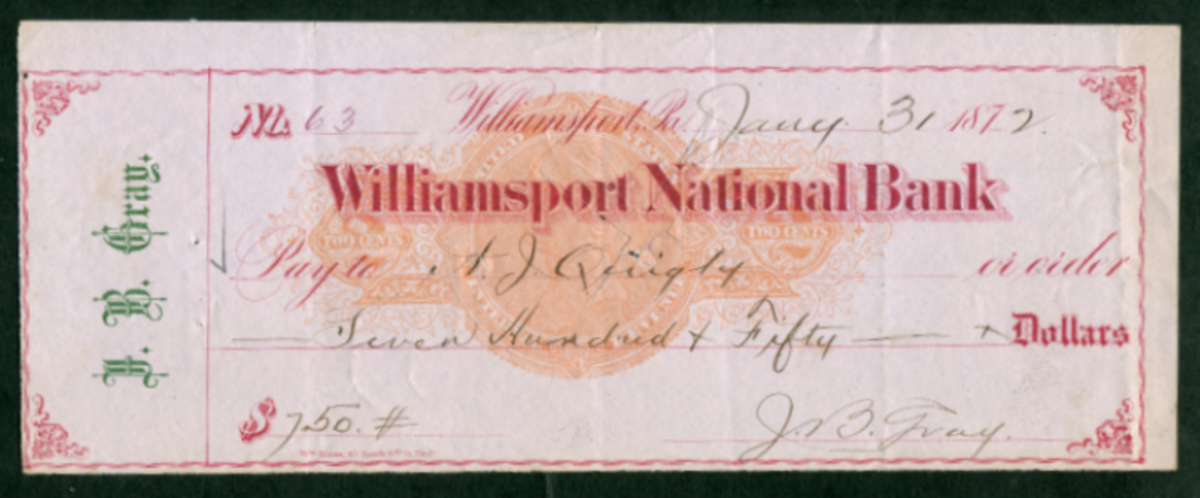 No. 63 Williamsport, Pa. Jany. 31 1872.
Williamsport National Bank
TWO CENTS TWO CENTS
Pay to A. J. Quigly or order
Seven Hundred & Fifty Dollars
$ 750. #
J. B. Gray.
J. B. Gray.